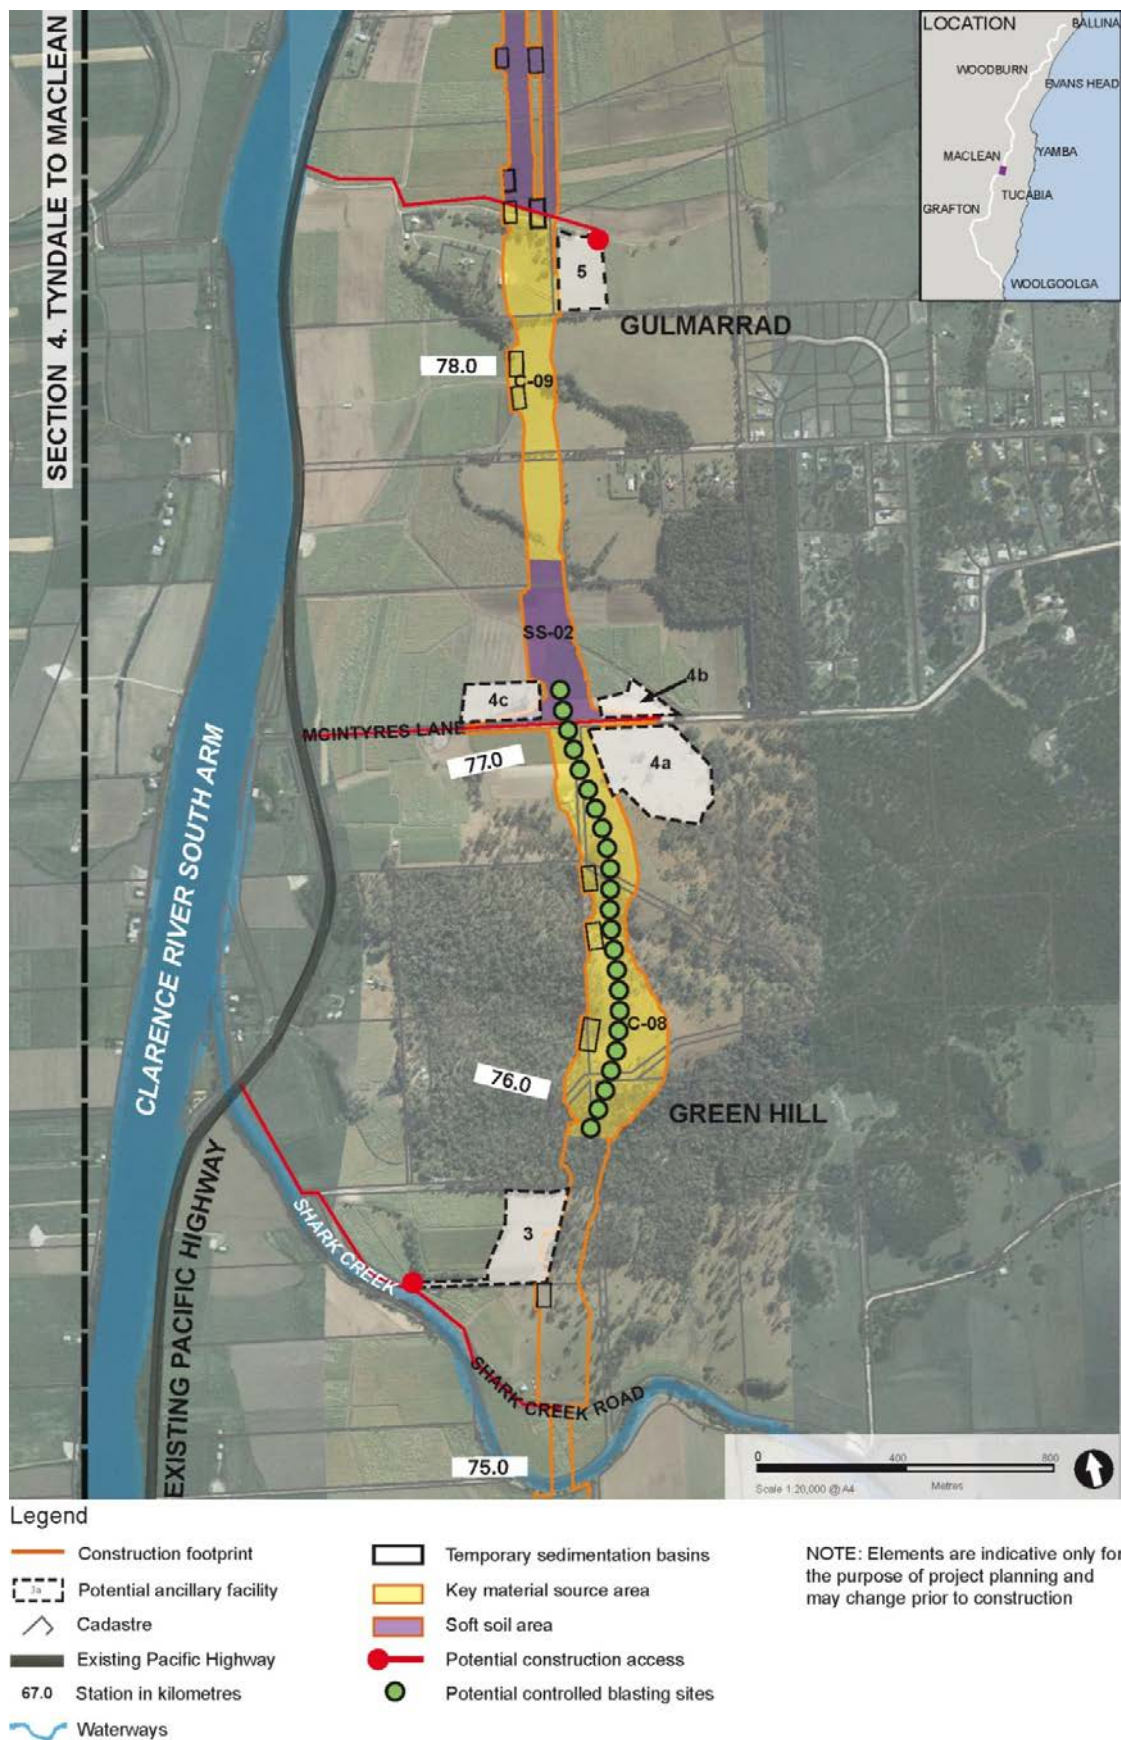 SECTION 4. TYNDALE TO MACLEAN
LOCATION
BALLINA
WOODBURN
EVANS HEAD
MACLEAN
YAMBA
TUCABIA
GRAFTON
WOOLGOOLGA
5
GULMARRAD
78.0
C-09
SS-02
4b
4c
MCINTYRES LANE
77.0
4a
CLARENCE RIVER SOUTH ARM
C-08
76.0
GREEN HILL
EXISTING PACIFIC HIGHWAY
SHARK CREEK
3
SHARK CREEK ROAD
75.0
0 400 800
Scale 1:20,000 @ A4 Metres
Legend
Construction footprint
3a Potential ancillary facility
Cadastre
Existing Pacific Highway
67.0 Station in kilometres
Waterways
Temporary sedimentation basins
Key material source area
Soft soil area
Potential construction access
Potential controlled blasting sites
NOTE: Elements are indicative only for
the purpose of project planning and
may change prior to construction